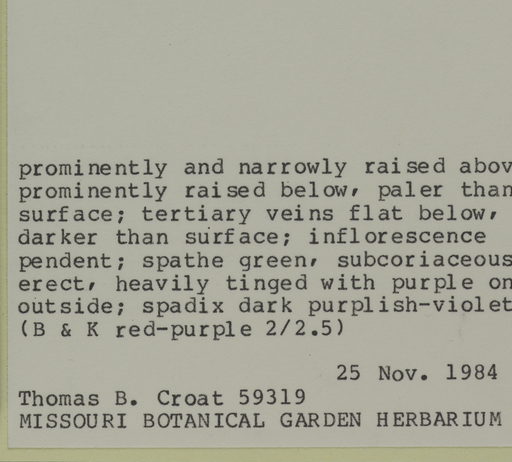 prominently and narrowly raised abov
prominently raised below, paler than
surface; tertiary veins flat below,
darker than surface; inflorescence
pendent; spathe green, subcoriaceous
erect, heavily tinged with purple on
outside; spadix dark purplish-violet
(B & K red-purple 2/2.5)
25 Nov. 1984
Thomas B. Croat 59319
MISSOURI BOTANICAL GARDEN HERBARIUM